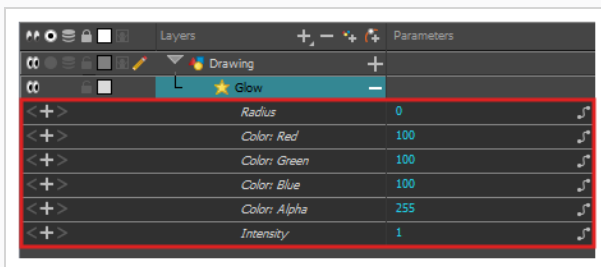 Layers Parameters
Drawing
Glow
Radius 0
Color: Red 100
Color: Green 100
Color: Blue 100
Color: Alpha 255
Intensity 1